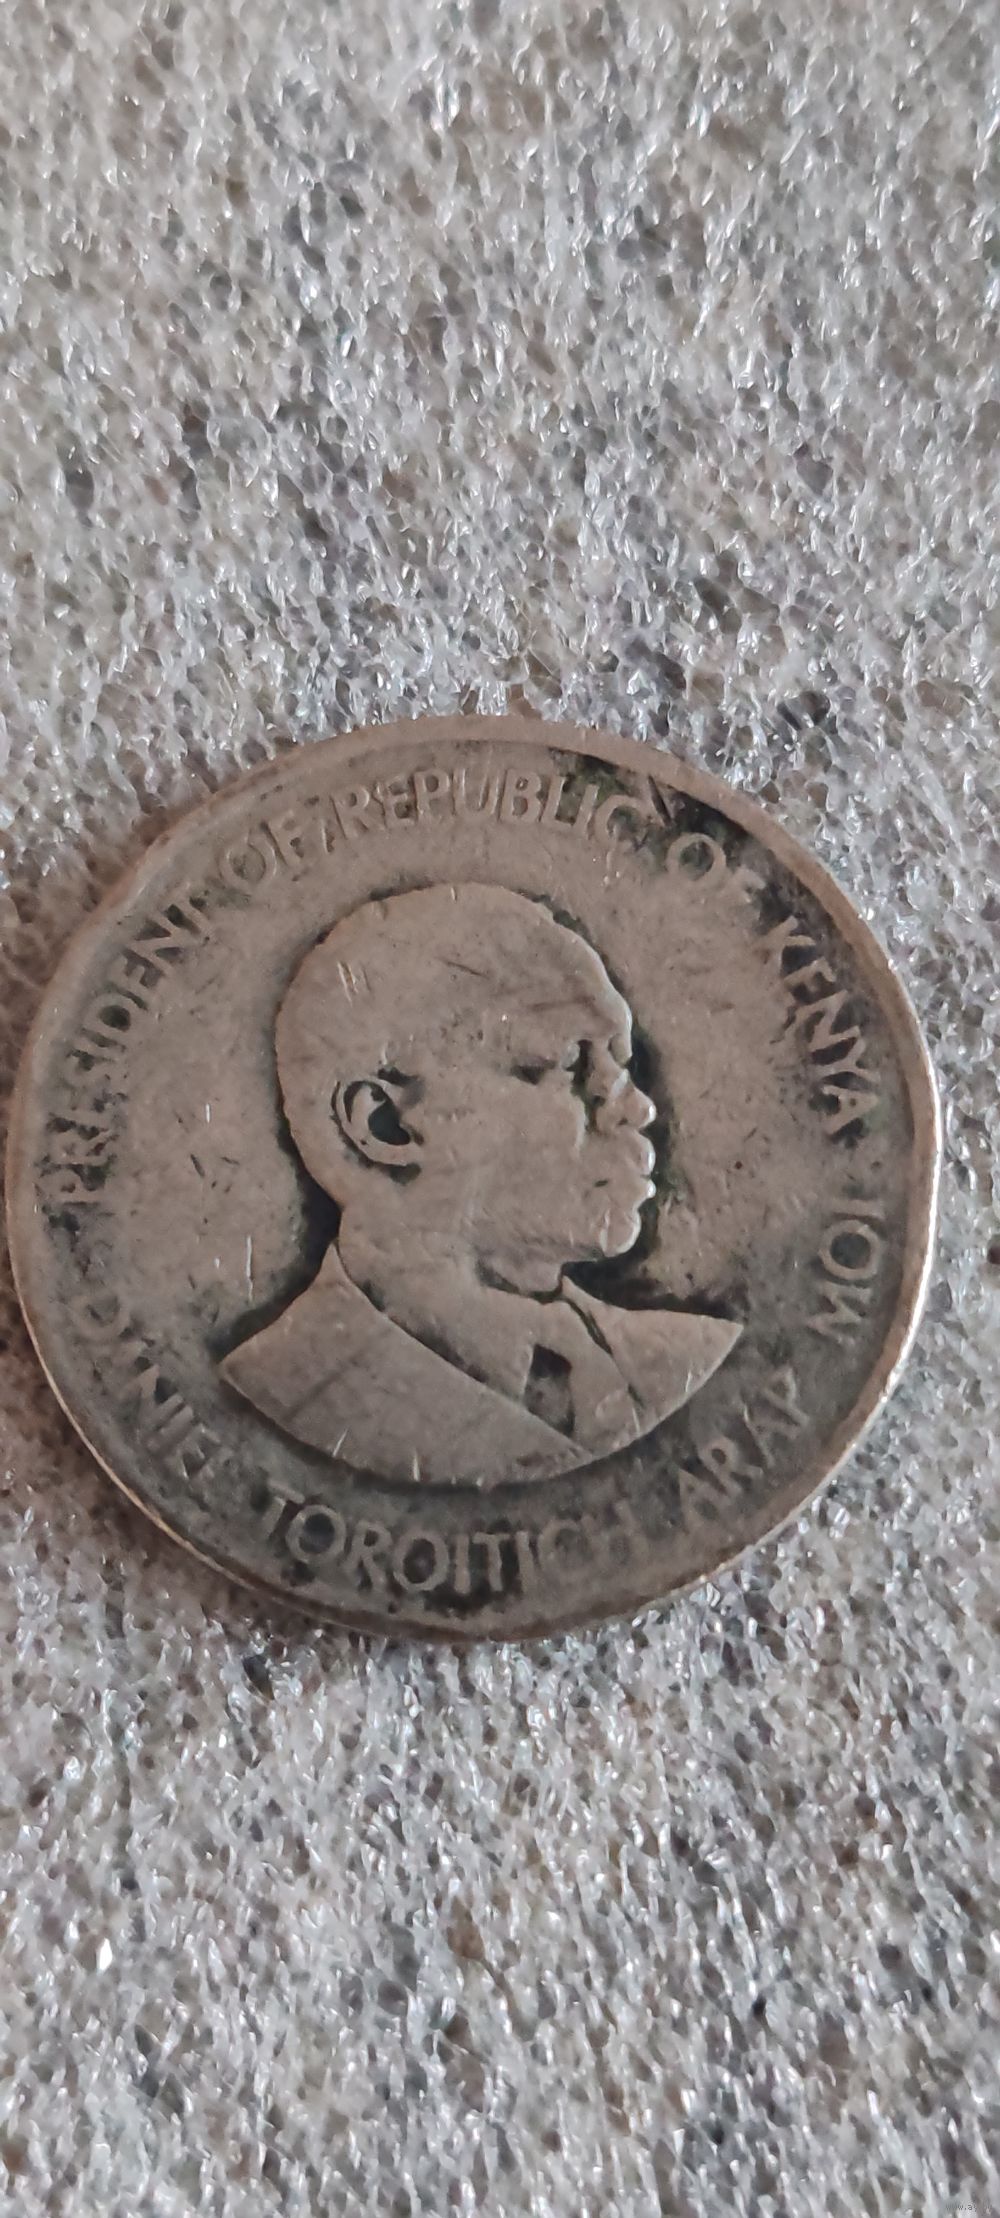 PRESIDENT OF REPUBLIC OF KENYA
DANIEL TOROITICH ARAP MOI